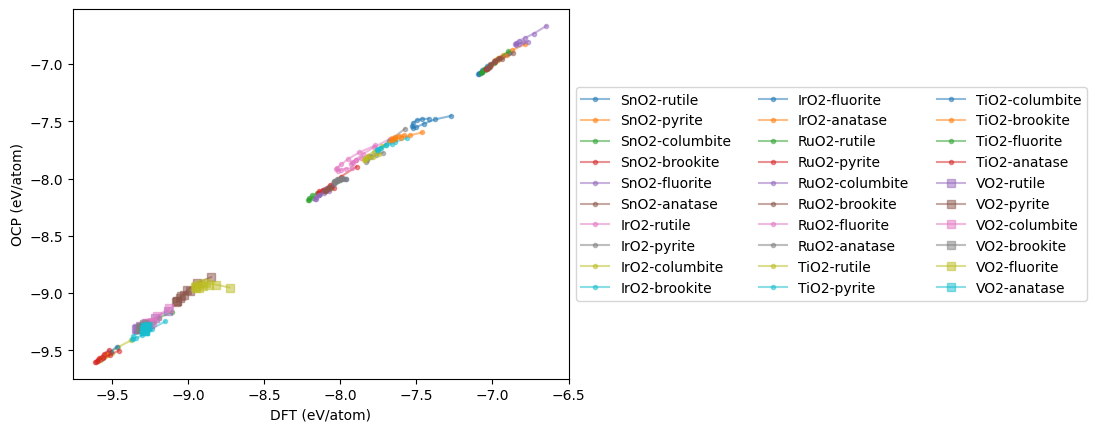 OCP (eV/atom)
−7.0
−7.5
−8.0
−8.5
−9.0
−9.5
−9.5 −9.0 −8.5 −8.0 −7.5 −7.0 −6.5
DFT (eV/atom)
SnO2-rutile
SnO2-pyrite
SnO2-columbite
SnO2-brookite
SnO2-fluorite
SnO2-anatase
IrO2-rutile
IrO2-pyrite
IrO2-columbite
IrO2-brookite
IrO2-fluorite
IrO2-anatase
RuO2-rutile
RuO2-pyrite
RuO2-columbite
RuO2-brookite
RuO2-fluorite
RuO2-anatase
TiO2-rutile
TiO2-pyrite
TiO2-columbite
TiO2-brookite
TiO2-fluorite
TiO2-anatase
VO2-rutile
VO2-pyrite
VO2-columbite
VO2-brookite
VO2-fluorite
VO2-anatase